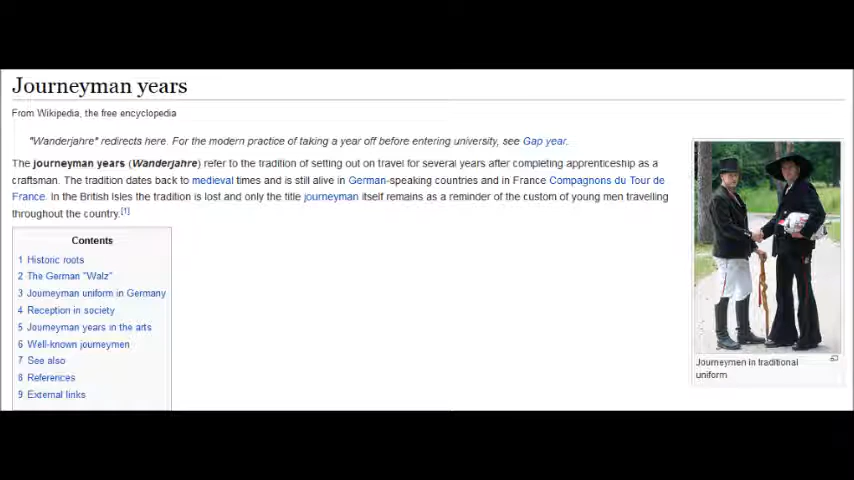 Journeyman years
From Wikipedia, the free encyclopedia
"Wanderjahre" redirects here. For the modern practice of taking a year off before entering university, see Gap year.
The journeyman years (Wanderjahre) refer to the tradition of setting out on travel for several years after completing apprenticeship as a
craftsman. The tradition dates back to medieval times and is still alive in German-speaking countries and in France Compagnons du Tour de
France. In the British Isles the tradition is lost and only the title journeyman itself remains as a reminder of the custom of young men travelling
throughout the country.[1]
Contents
1 Historic roots
2 The German "Walz"
3 Journeyman uniform in Germany
4 Reception in society
5 Journeyman years in the arts
6 Well-known journeymen
7 See also
8 References
9 External links
Journeymen in traditional
uniform